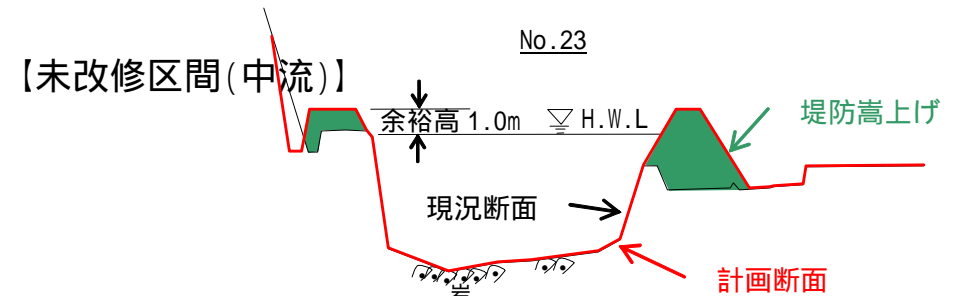 No.23
【未改修区間(中流)】
余裕高 1.0m
H.W.L
堤防嵩上げ
現況断面
計画断面
岩